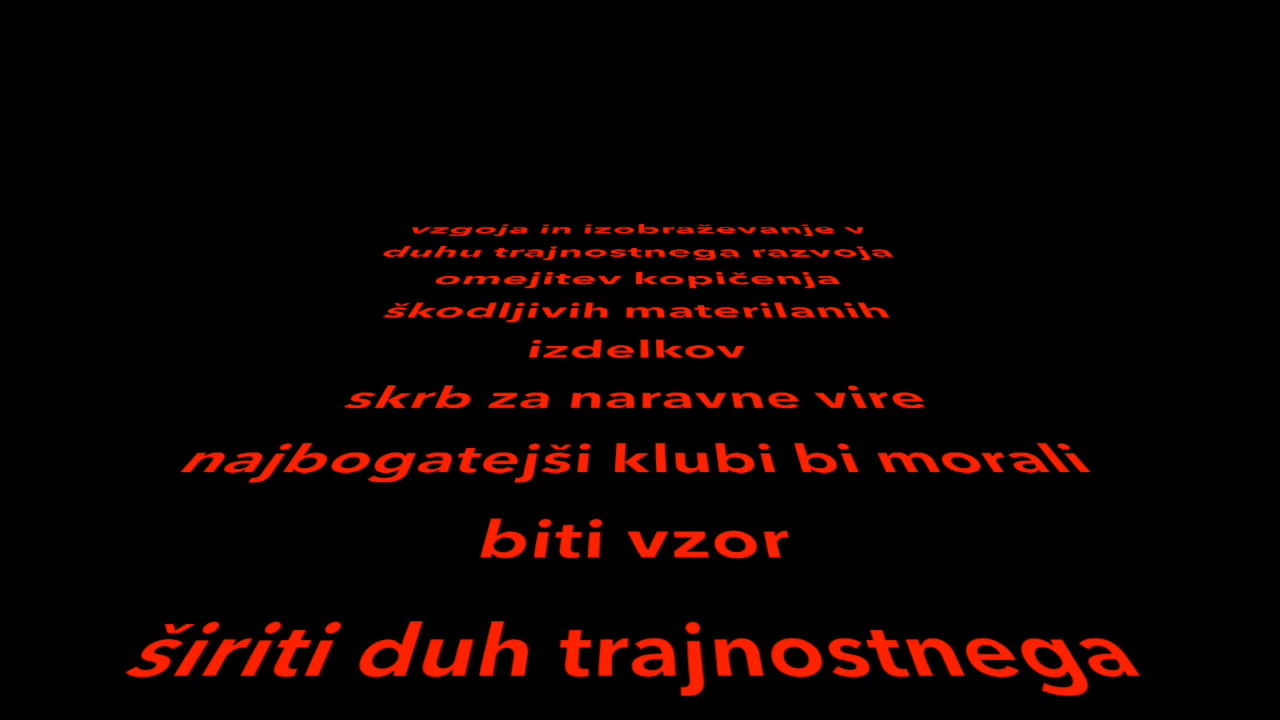 vzgoja in izobraževanje v
duhu trajnostnega razvoja
omejitev kopičenja
škodljivih materilanih
izdelkov
skrb za naravne vire
najbogatejši klubi bi morali
biti vzor
širiti duh trajnostnega